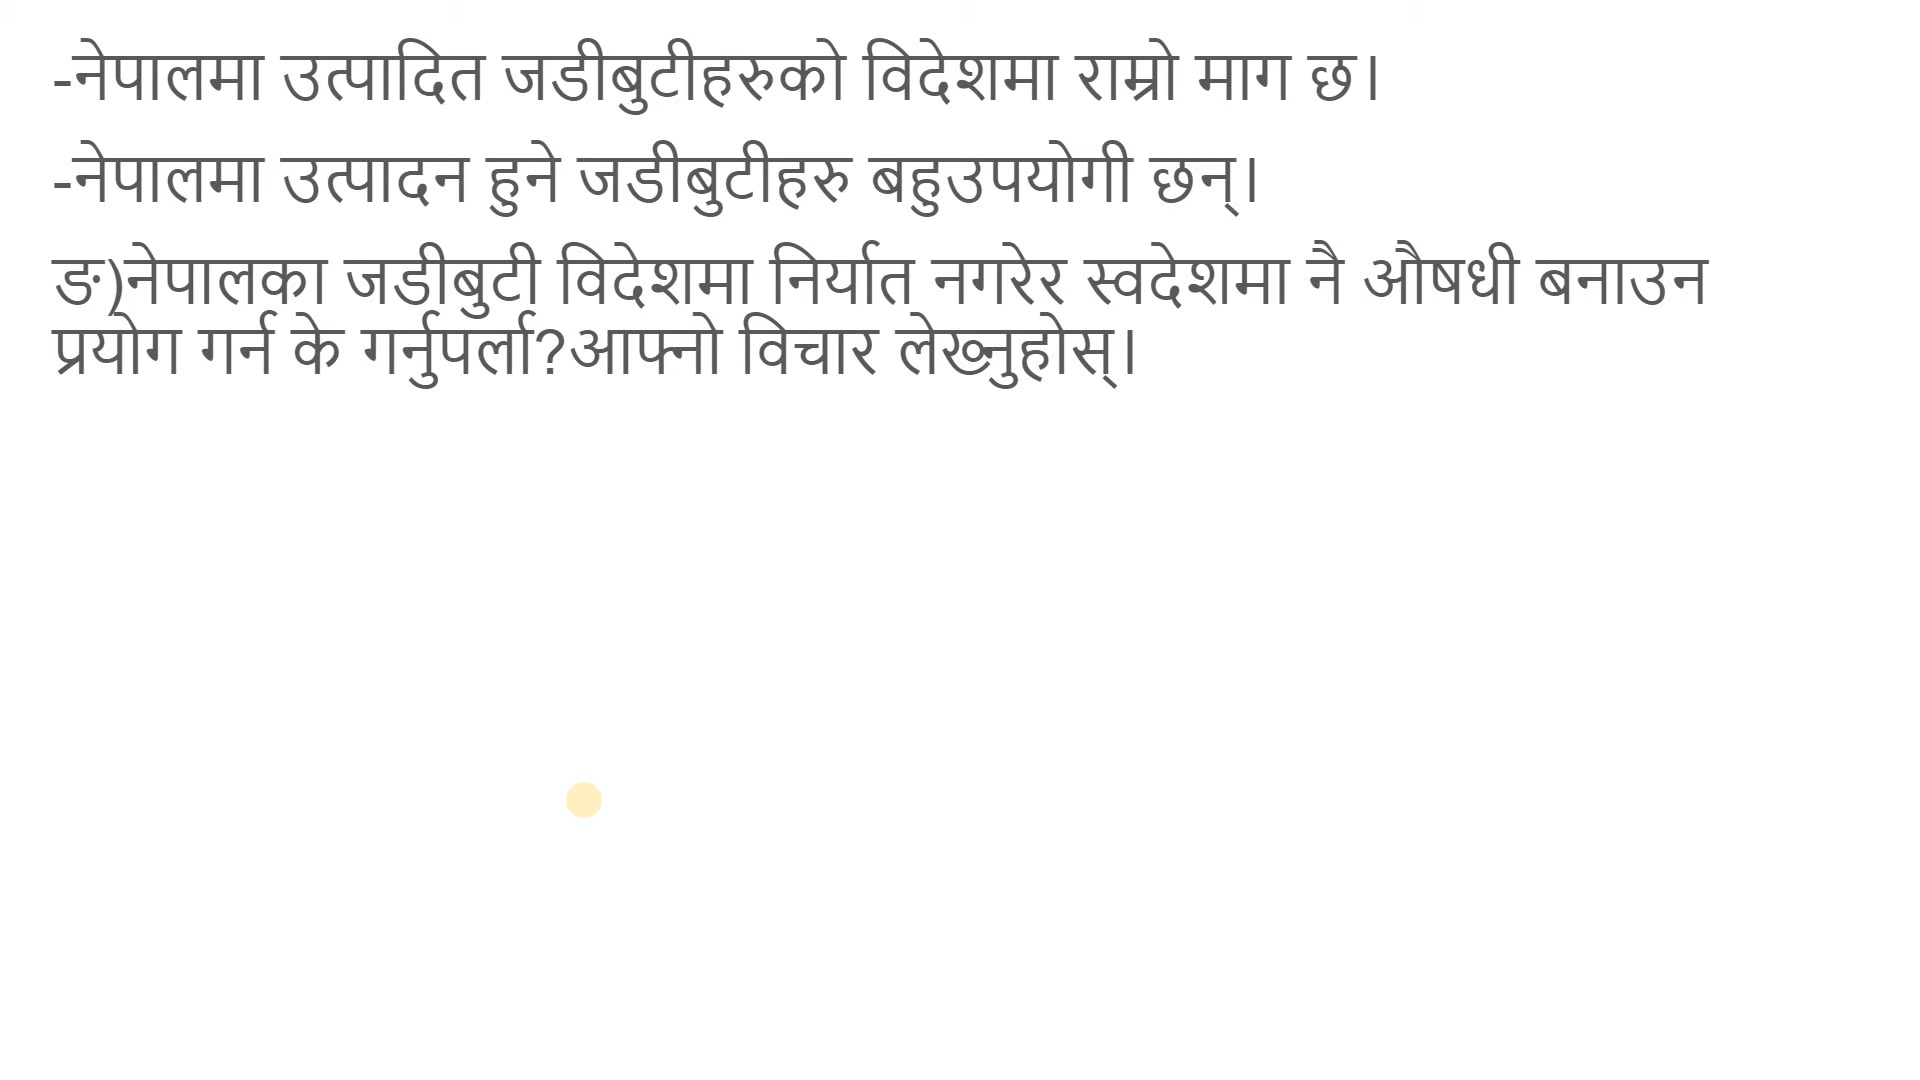 -नेपालमा उत्पादित जडीबुटीहरुको विदेशमा राम्रो माग छ।
-नेपालमा उत्पादन हुने जडीबुटीहरु बहुउपयोगी छन्।
ङ)नेपालका जडीबुटी विदेशमा निर्यात नगरेर स्वदेशमा नै औषधी बनाउन
प्रयोग गर्न के गर्नुपर्ला?आफ्नो विचार लेख्नुहोस्।